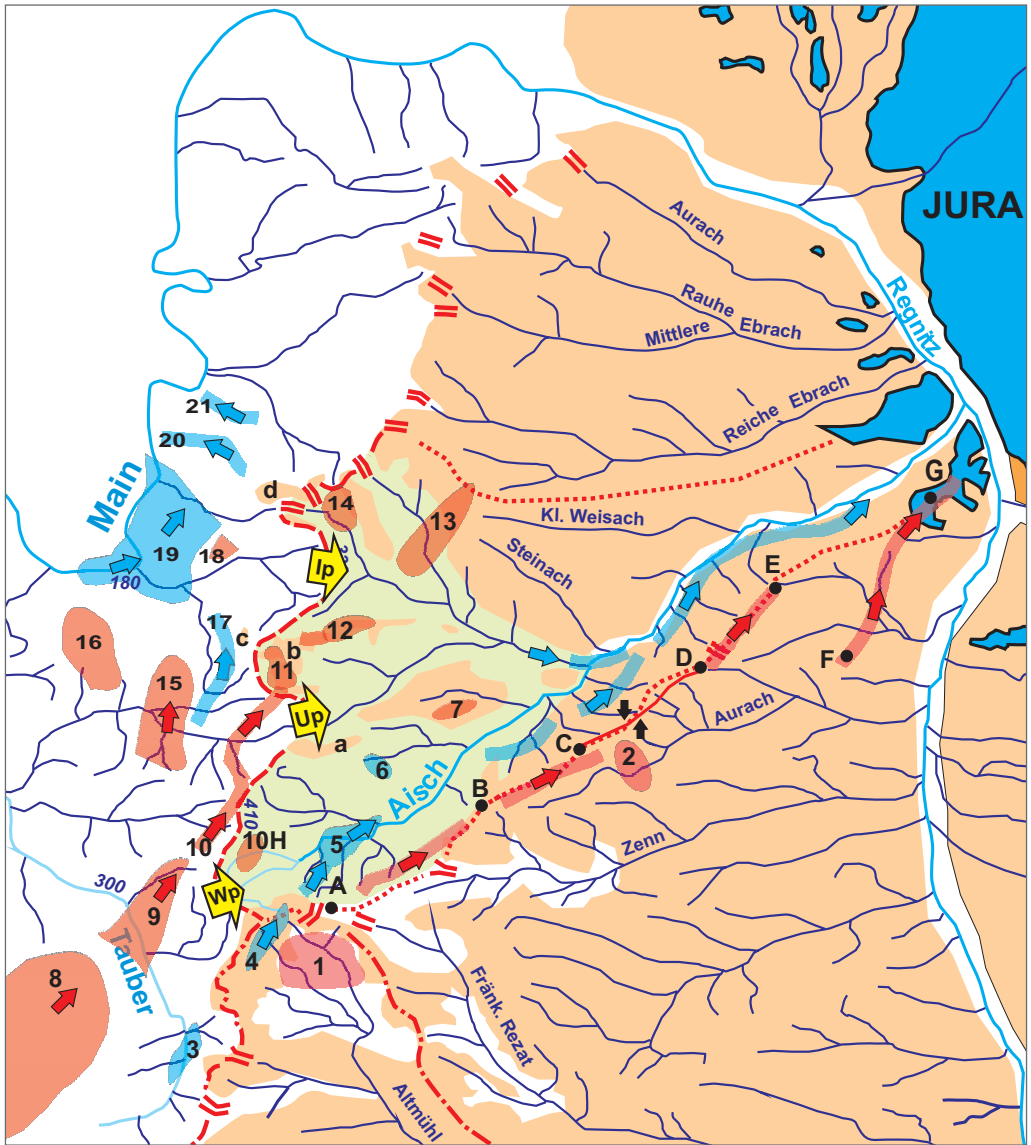 JURA
Aurach
Rauhe Ebrach
Mittlere
Regnitz
Reiche Ebrach
21
20
Main
d
14
13
G
Kl. Weisach
19
18
Steinach
Ip
180
E
17
c
12
16
b
11
F
D
15
Up
7
Aurach
a
C
2
6
Aisch
B
410
10
10H
5
Zenn
300
Wp
A
9
Tauber
4
1
8
Fränk. Rezat
3
Altmühl